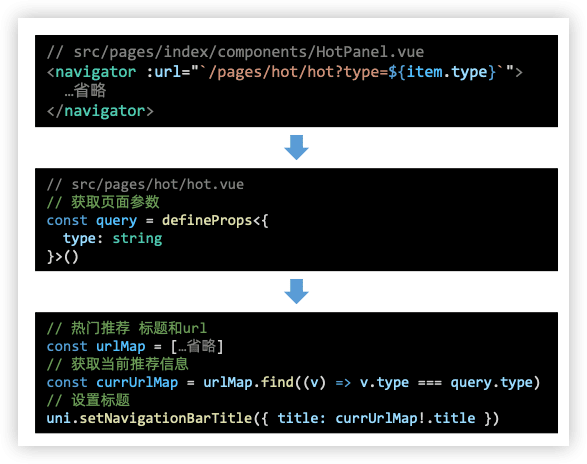 // src/pages/index/components/HotPanel.vue
<navigator :url="`/pages/hot/hot?type=${item.type}`">
…省略
</navigator>
// src/pages/hot/hot.vue
// 获取页面参数
const query = defineProps<{
type: string
}>()
// 热门推荐 标题和url
const urlMap = […省略]
// 获取当前推荐信息
const currUrlMap = urlMap.find((v) => v.type === query.type)
// 设置标题
uni.setNavigationBarTitle({ title: currUrlMap!.title })